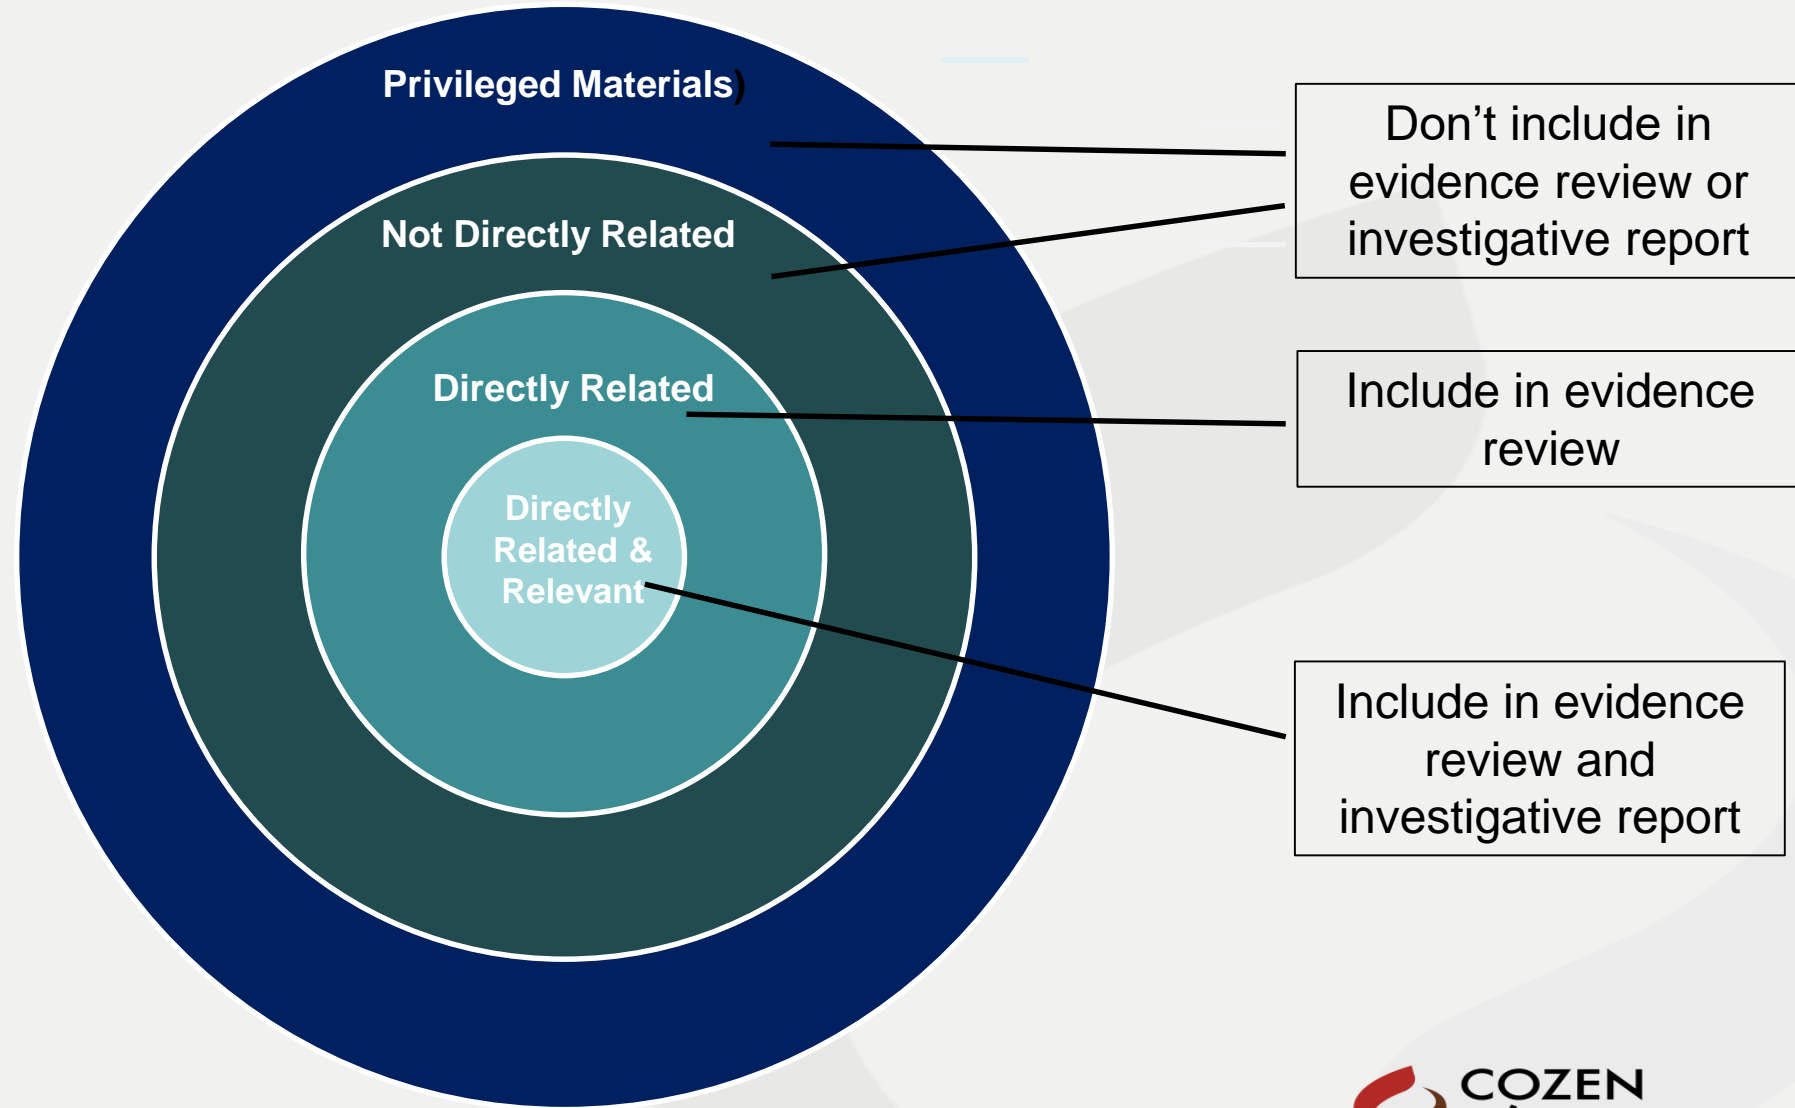 Privileged Materials)
Not Directly Related
Directly Related
Directly
Related &
Relevant
Don’t include in
evidence review or
investigative report
Include in evidence
review
Include in evidence
review and
investigative report
COZEN